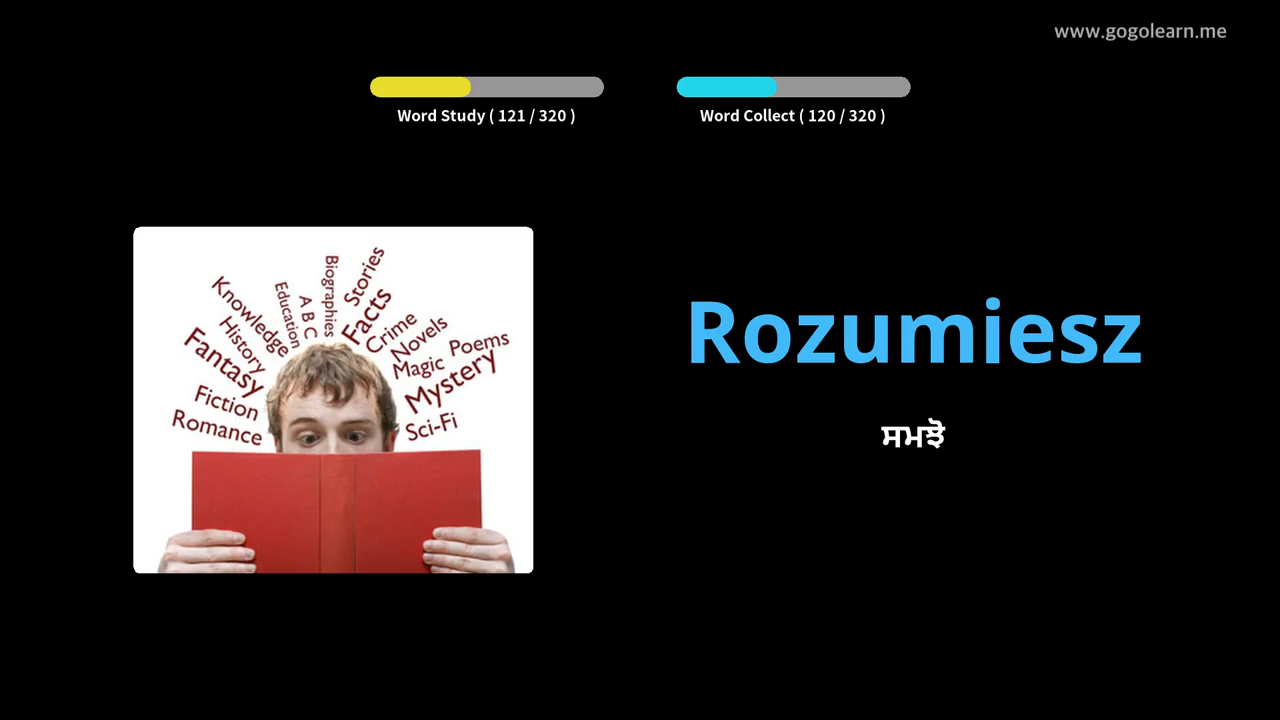 www.gogolearn.me
Word Study ( 121 / 320 )
Word Collect ( 120 / 320 )
Biographies
Stories
Education
A B C
Facts
Knowledge
Crime
History
Novels
Poems
Fantasy
Magic
Mystery
Fiction
Romance
Sci-Fi
Rozumiesz
ਸਮਝੋ